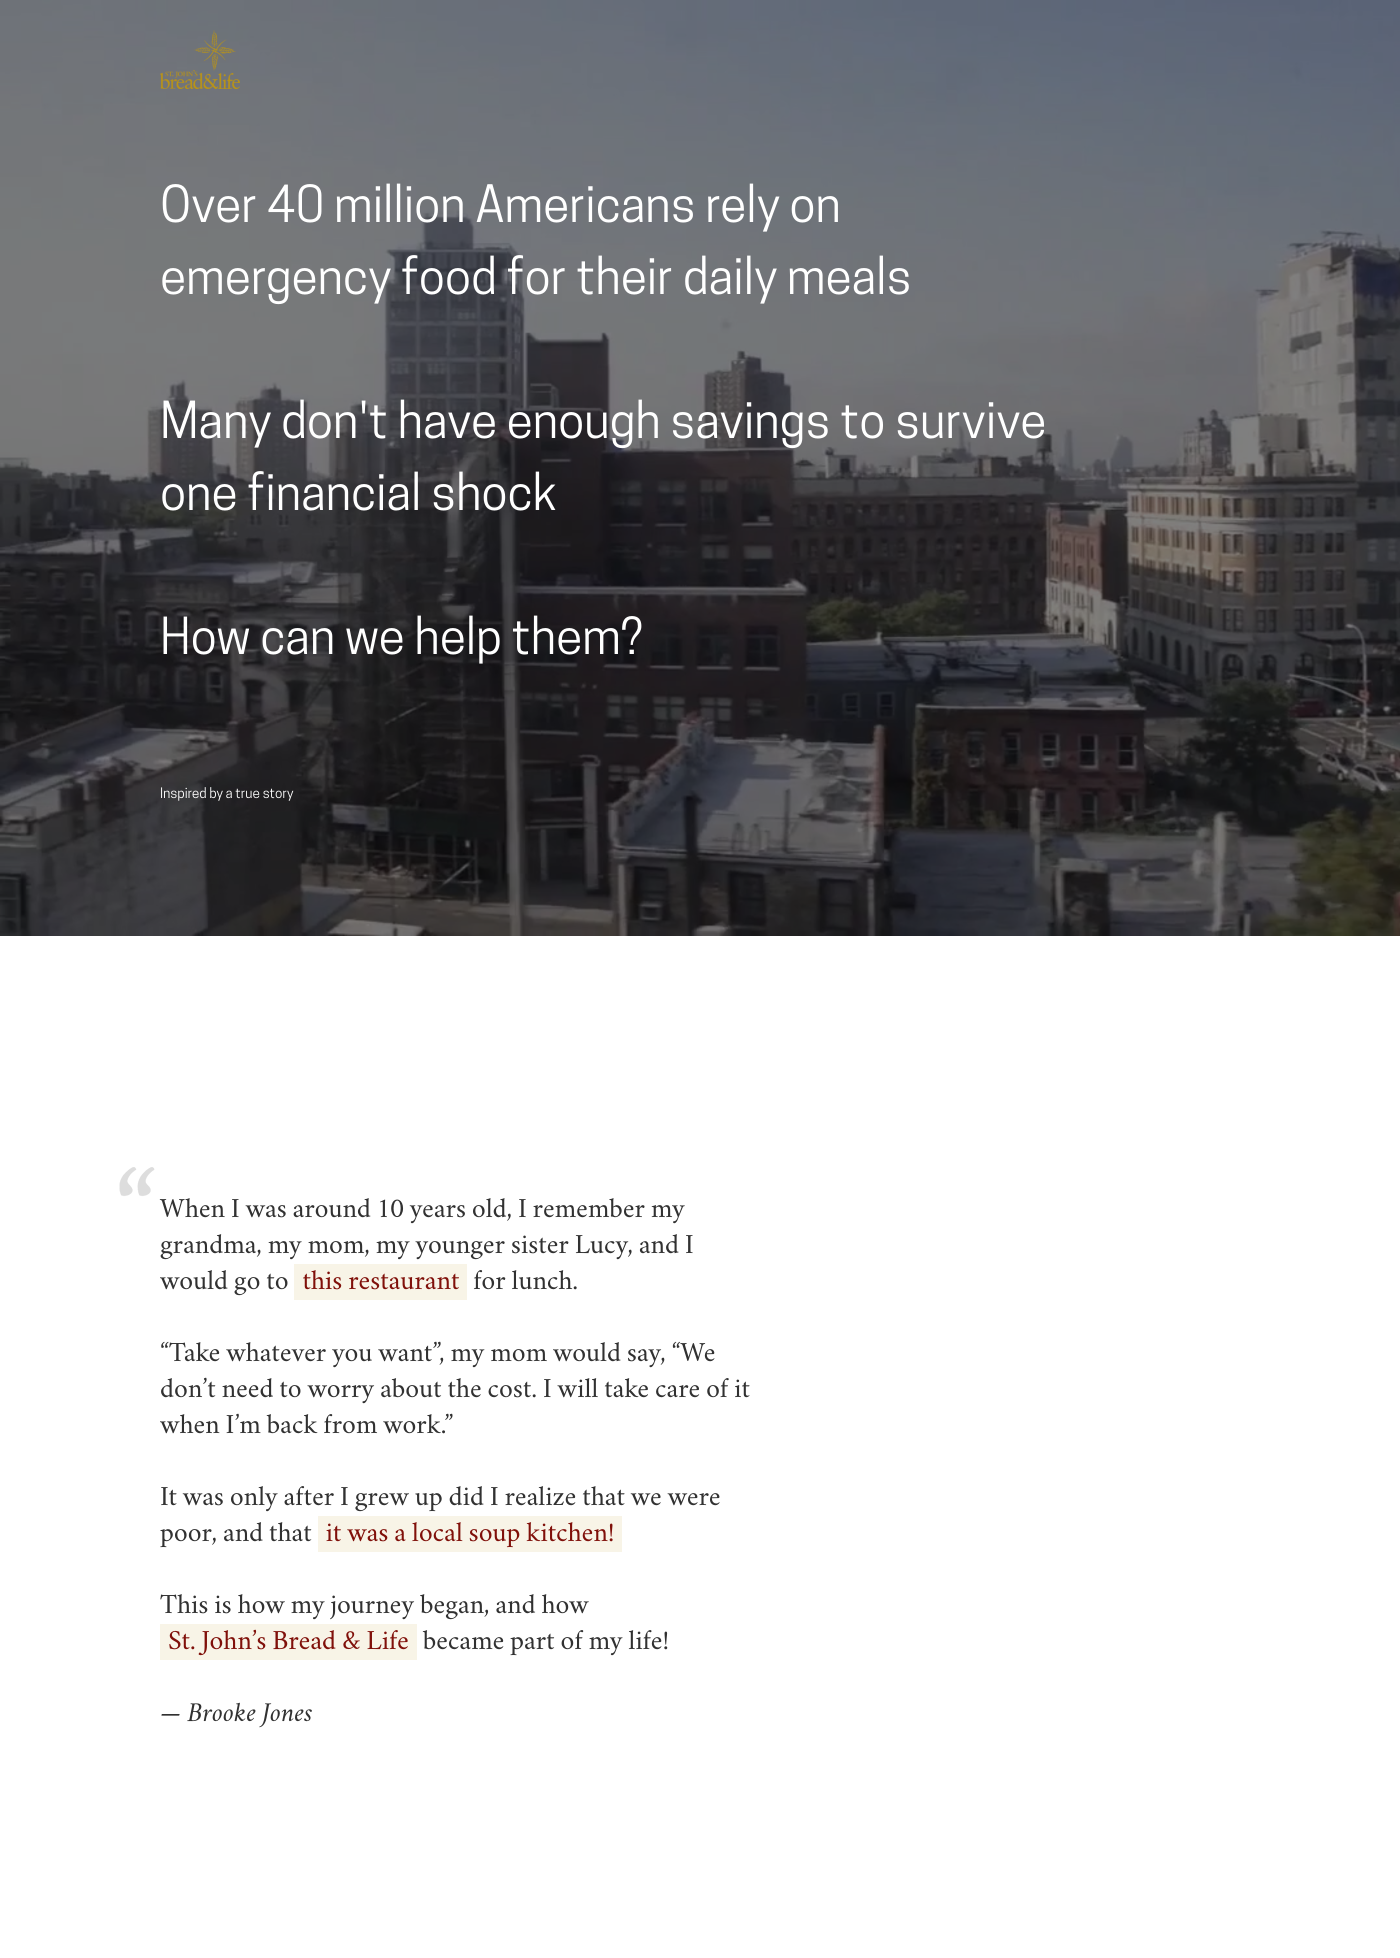 ST. JOHN'S
bread&life
Over 40 million Americans rely on
emergency food for their daily meals
Many don't have enough savings to survive
one financial shock
How can we help them?
Inspired by a true story
“
When I was around 10 years old, I remember my
grandma, my mom, my younger sister Lucy, and I
would go to this restaurant for lunch.
“Take whatever you want”, my mom would say, “We
don’t need to worry about the cost. I will take care of it
when I’m back from work.”
It was only after I grew up did I realize that we were
poor, and that it was a local soup kitchen!
This is how my journey began, and how
St. John’s Bread & Life became part of my life!
— Brooke Jones